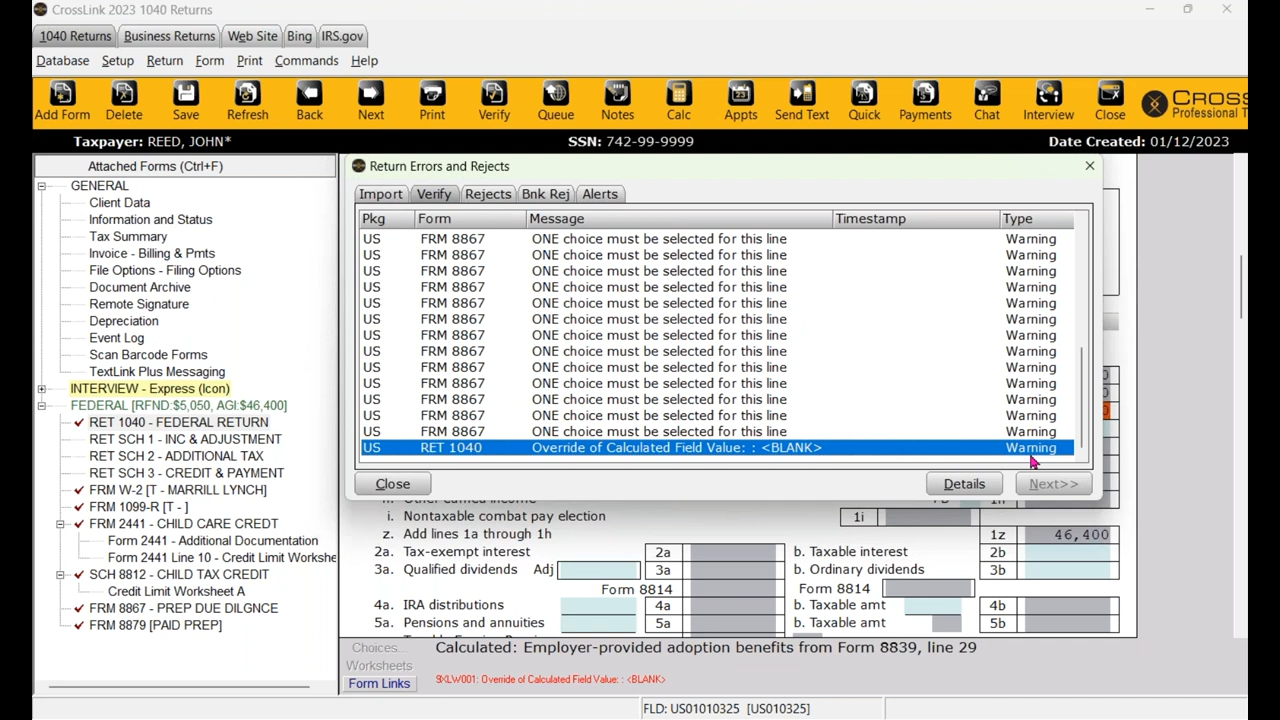 CrossLink 2023 1040 Returns
1040 Returns Business Returns Web Site Bing IRS.gov
Database Setup Return Form Print Commands Help
Add Form Delete Save Refresh Back Next Print Verify Queue Notes Calc Appts Send Text Quick Payments Chat Interview Close
CROSS
Professional T
Taxpayer: REED, JOHN* SSN: 742-99-9999 Date Created: 01/12/2023
Attached Forms (Ctrl+F)
GENERAL
Client Data
Information and Status
Tax Summary
Invoice - Billing & Pmts
File Options - Filing Options
Document Archive
Remote Signature
Depreciation
Event Log
Scan Barcode Forms
TextLink Plus Messaging
INTERVIEW - Express (Icon)
FEDERAL [RFND:$5,050, AGI:$46,400]
RET 1040 - FEDERAL RETURN
RET SCH 1 - INC & ADJUSTMENT
RET SCH 2 - ADDITIONAL TAX
RET SCH 3 - CREDIT & PAYMENT
FRM W-2 [T - MARRILL LYNCH]
FRM 1099-R [T - ]
FRM 2441 - CHILD CARE CREDT
Form 2441 - Additional Documentation
Form 2441 Line 10 - Credit Limit Workshe
SCH 8812 - CHILD TAX CREDIT
Credit Limit Worksheet A
FRM 8867 - PREP DUE DILGNCE
FRM 8879 [PAID PREP]
Return Errors and Rejects
Import Verify Rejects Bnk Rej Alerts
Pkg Form Message Timestamp Type
US FRM 8867 ONE choice must be selected for this line Warning
US FRM 8867 ONE choice must be selected for this line Warning
US FRM 8867 ONE choice must be selected for this line Warning
US FRM 8867 ONE choice must be selected for this line Warning
US FRM 8867 ONE choice must be selected for this line Warning
US FRM 8867 ONE choice must be selected for this line Warning
US FRM 8867 ONE choice must be selected for this line Warning
US FRM 8867 ONE choice must be selected for this line Warning
US FRM 8867 ONE choice must be selected for this line Warning
US FRM 8867 ONE choice must be selected for this line Warning
US FRM 8867 ONE choice must be selected for this line Warning
US FRM 8867 ONE choice must be selected for this line Warning
US FRM 8867 ONE choice must be selected for this line Warning
US RET 1040 Override of Calculated Field Value: : <BLANK> Warning
Close Details Next>>
i. Nontaxable combat pay election 1i
z. Add lines 1a through 1h 1z 46,400
2a. Tax-exempt interest 2a b. Taxable interest 2b
3a. Qualified dividends Adj 3a b. Ordinary dividends 3b
Form 8814 Form 8814
4a. IRA distributions 4a b. Taxable amt 4b
5a. Pensions and annuities 5a b. Taxable amt 5b
Choices...
Worksheets
Form Links
Calculated: Employer-provided adoption benefits from Form 8839, line 29
SXLW001: Override of Calculated Field Value: : <BLANK>
FLD: US01010325 [US010325]